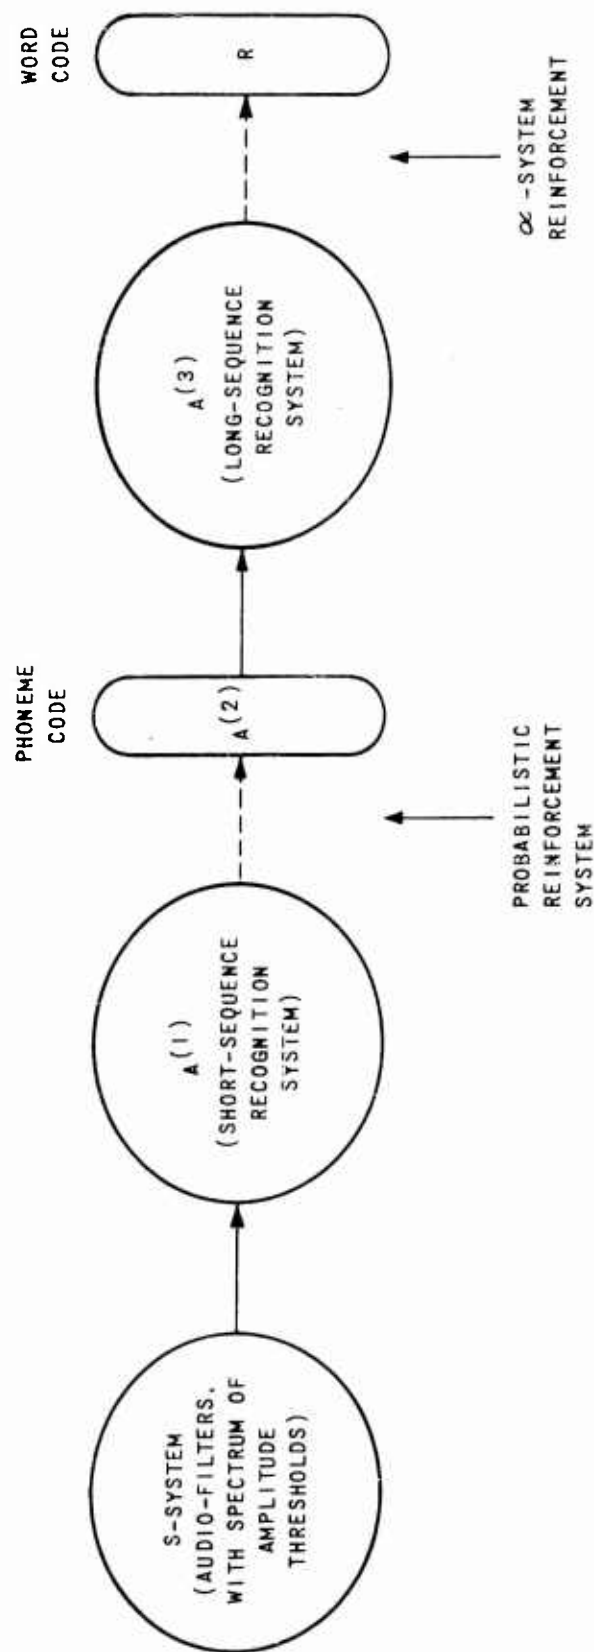 S-SYSTEM
(AUDIO-FILTERS.
WITH SPECTRUM OF
AMPLITUDE
THRESHOLDS)
A(1)
(SHORT-SEQUENCE
RECOGNITION
SYSTEM)
PROBABILISTIC
REINFORCEMENT
SYSTEM
PHONEME
CODE
A(2)
A(3)
(LONG-SEQUENCE
RECOGNITION
SYSTEM)
∝-SYSTEM
REINFORCEMENT
WORD
CODE
R